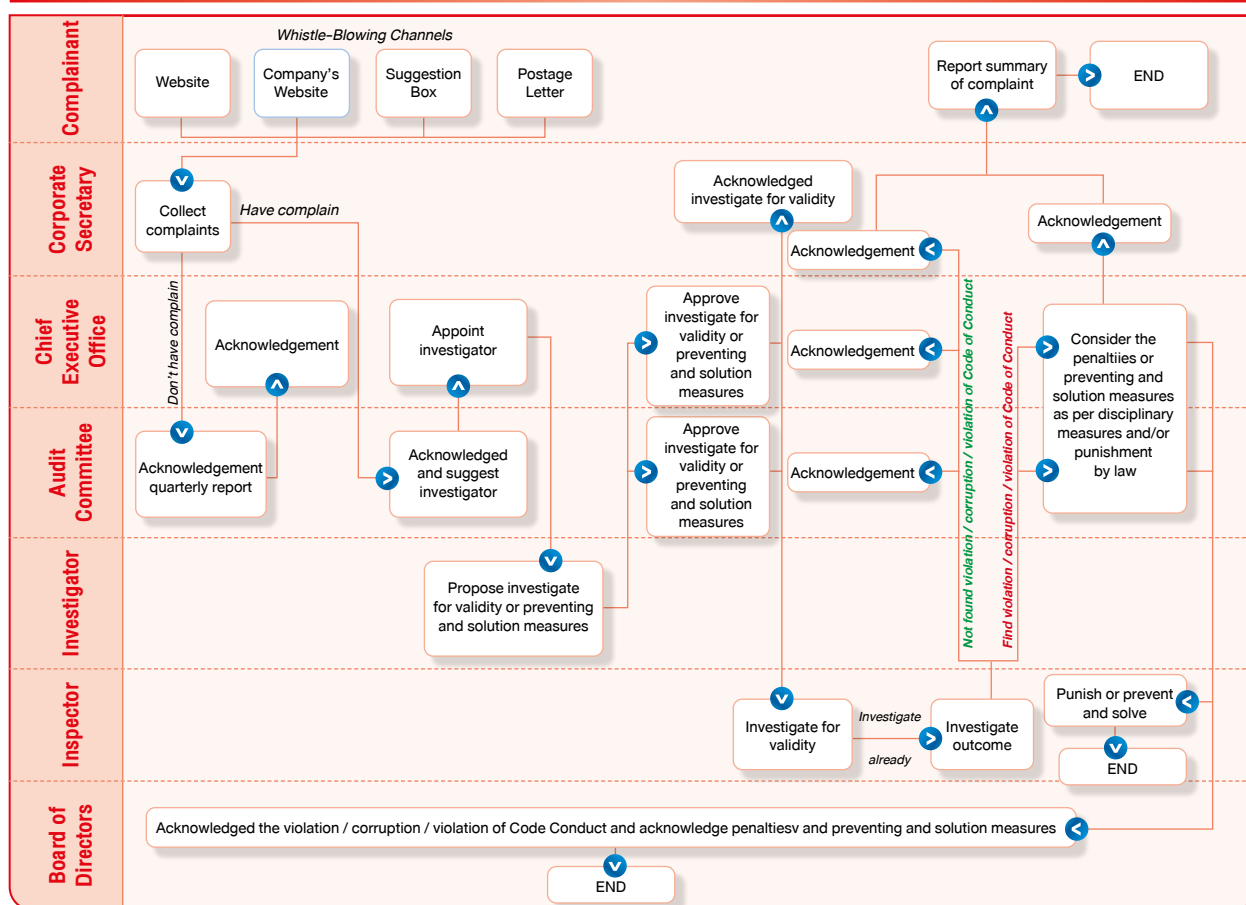 Complainant
Whistle-Blowing Channels
Website
Company's
Website
Suggestion
Box
Postage
Letter
Report summary
of complaint
END
Corporate
Secretary
Collect
complaints
Have complain
Don't have complain
Acknowledged
investigate for validity
Acknowledgement
Acknowledgement
Chief
Executive
Office
Acknowledgement
Appoint
investigator
Approve
investigate for
validity or
preventing
and solution
measures
Acknowledgement
Not found violation / corruption / violation of Code of Conduct
Find violation / corruption / violation of Code of Conduct
Consider the
penaltiies or
preventing and
solution measures
as per disciplinary
measures and/or
punishment
by law
Audit
Committee
Acknowledgement
quarterly report
Acknowledged
and suggest
investigator
Approve
investigate for
validity or
preventing
and solution
measures
Acknowledgement
Investigator
Propose investigate
for validity or preventing
and solution measures
Inspector
Investigate for
validity
Investigate
already
Investigate
outcome
Punish or prevent
and solve
END
Board of
Directors
Acknowledged the violation / corruption / violation of Code Conduct and acknowledge penaltiesv and preventing and solution measures
END